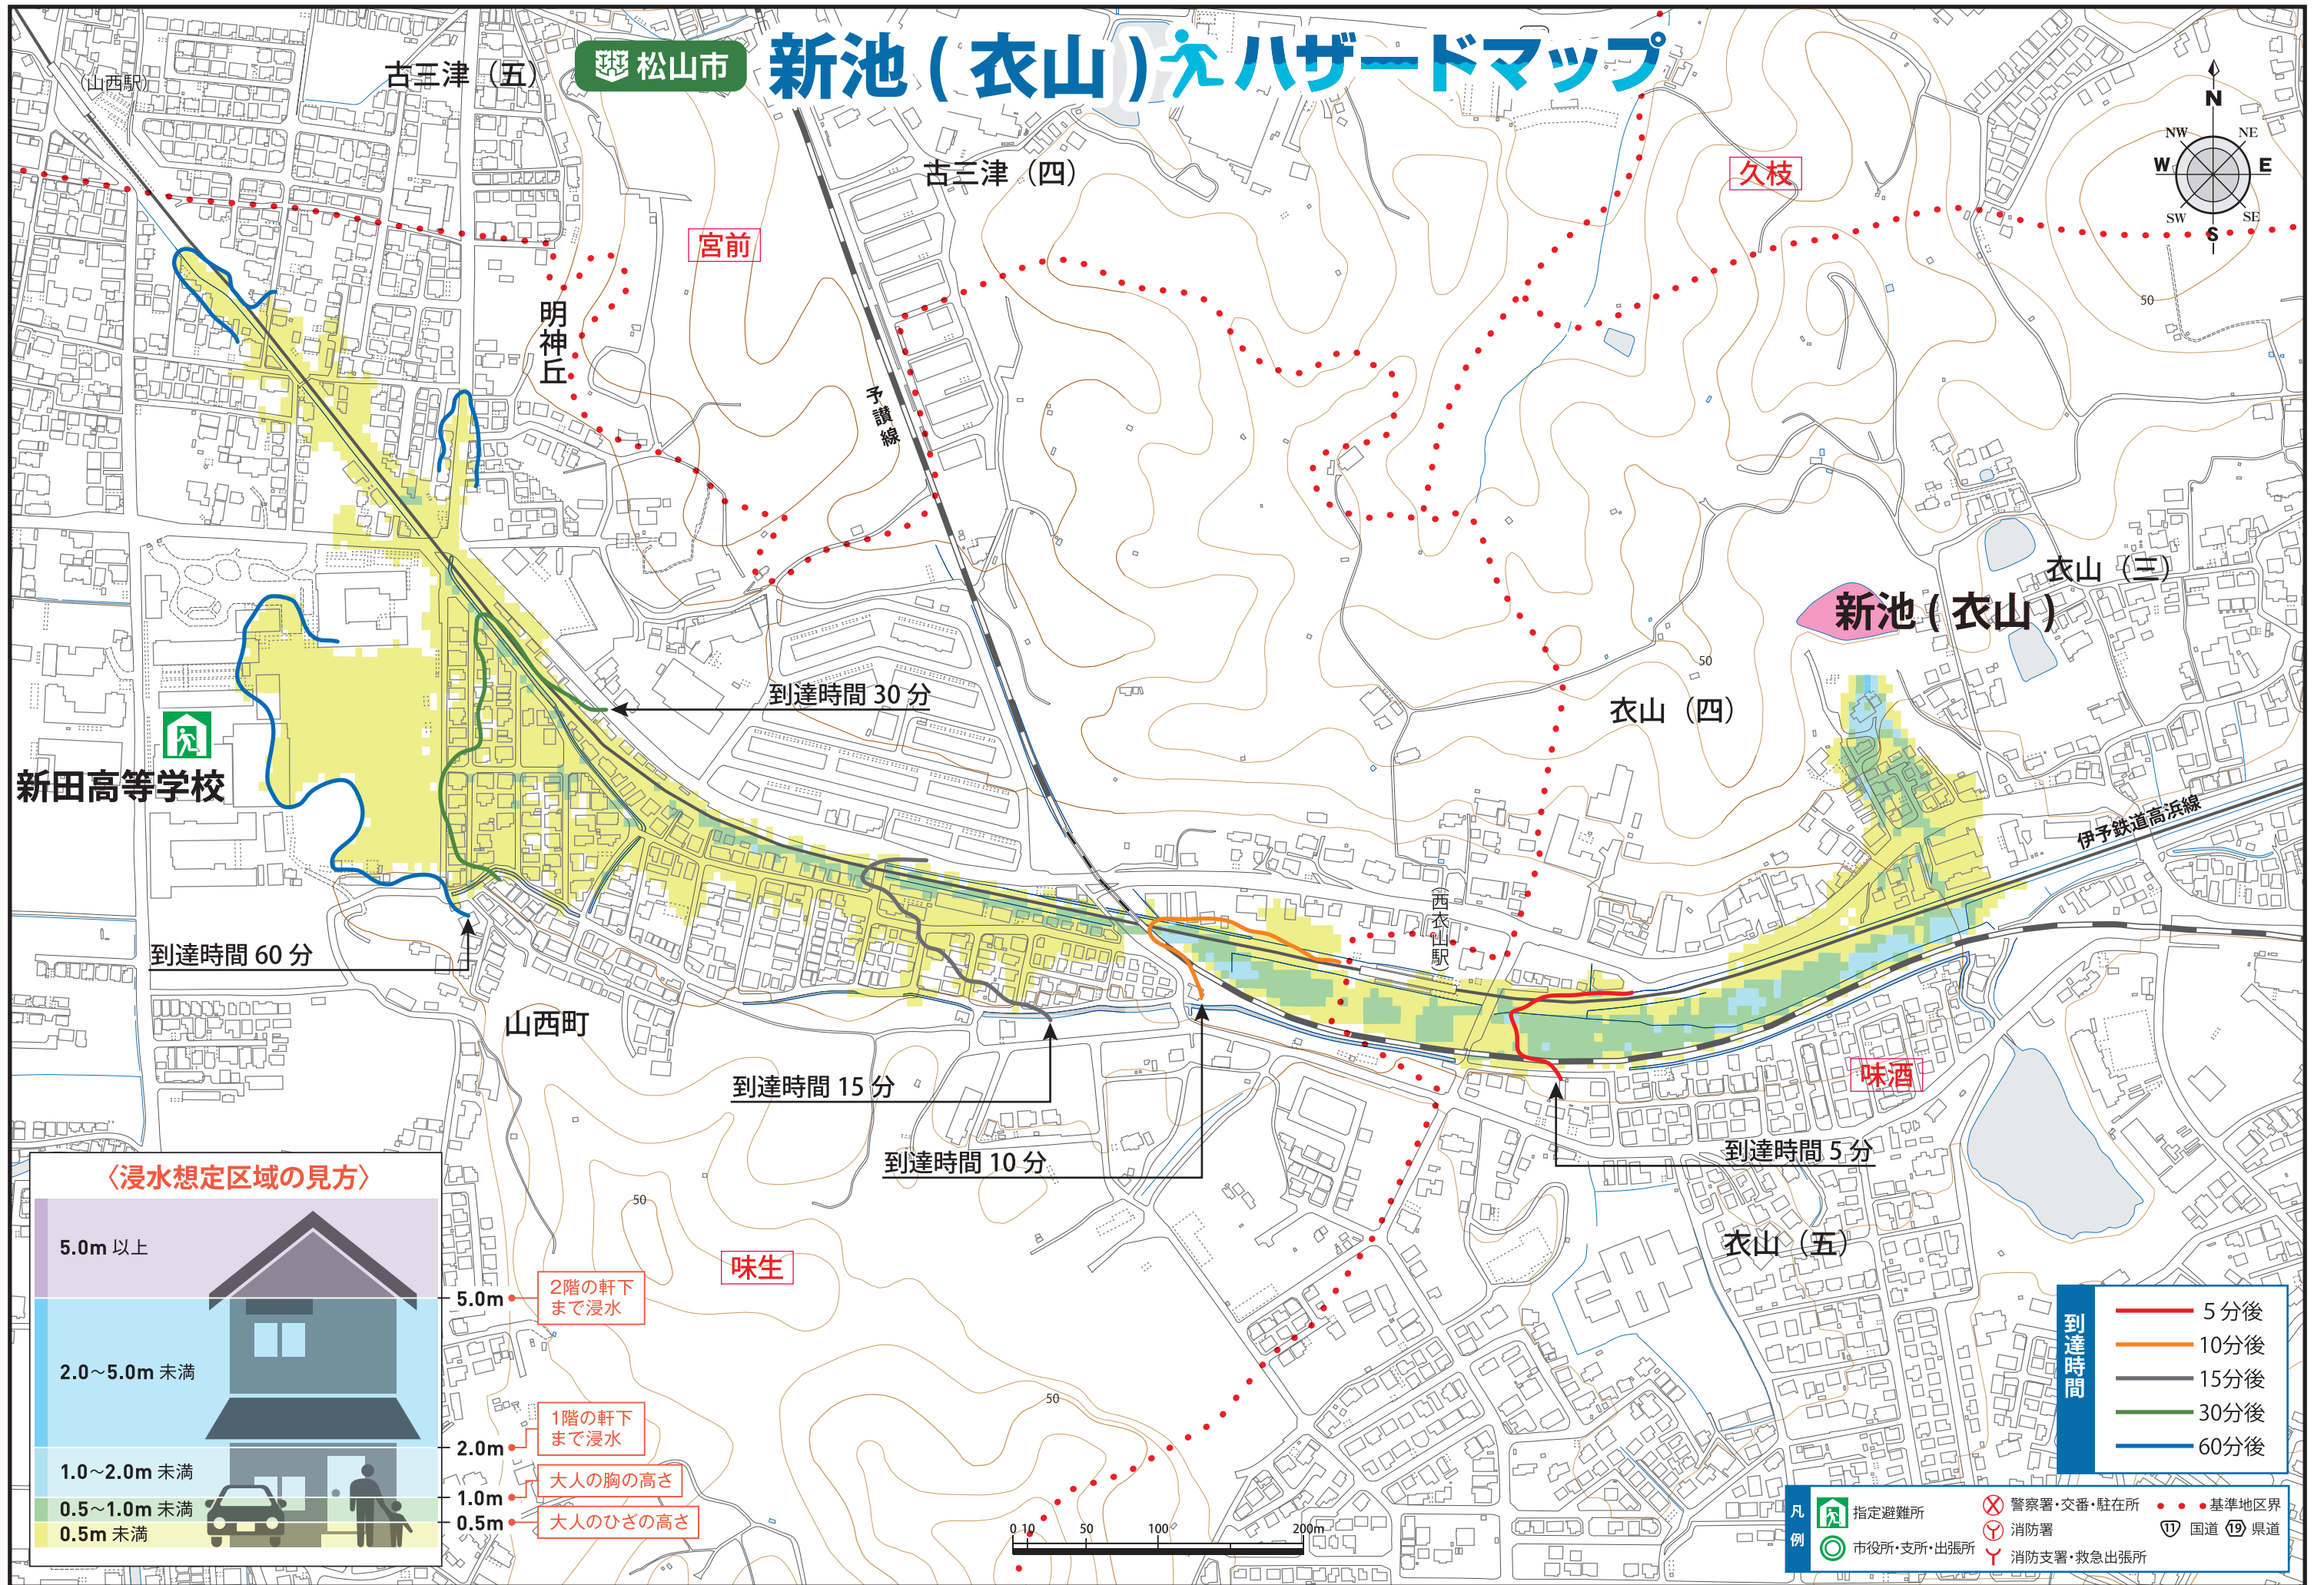 松山市
新池(衣山)ハザードマップ
(山西駅)
古三津(五)
古三津(四)
久枝
宮前
明神丘
予讃線
N
NW
NE
W
E
SW
SE
S
50
衣山(三)
新池(衣山)
50
衣山(四)
到達時間 30 分
新田高等学校
伊予鉄道高浜線
(西衣山駅)
到達時間 60 分
山西町
到達時間 15 分
味酒
到達時間 10 分
到達時間 5 分
衣山(五)
50
味生
50
〈浸水想定区域の見方〉
5.0m 以上
5.0m
2階の軒下
まで浸水
2.0〜5.0m 未満
2.0m
1階の軒下
まで浸水
1.0〜2.0m 未満
1.0m
大人の胸の高さ
0.5〜1.0m 未満
0.5m
大人のひざの高さ
0.5m 未満
0 10 50 100 200m
到達時間
5分後
10分後
15分後
30分後
60分後
凡例
指定避難所
市役所・支所・出張所
警察署・交番・駐在所
消防署
消防支署・救急出張所
基準地区界
11 国道 19 県道